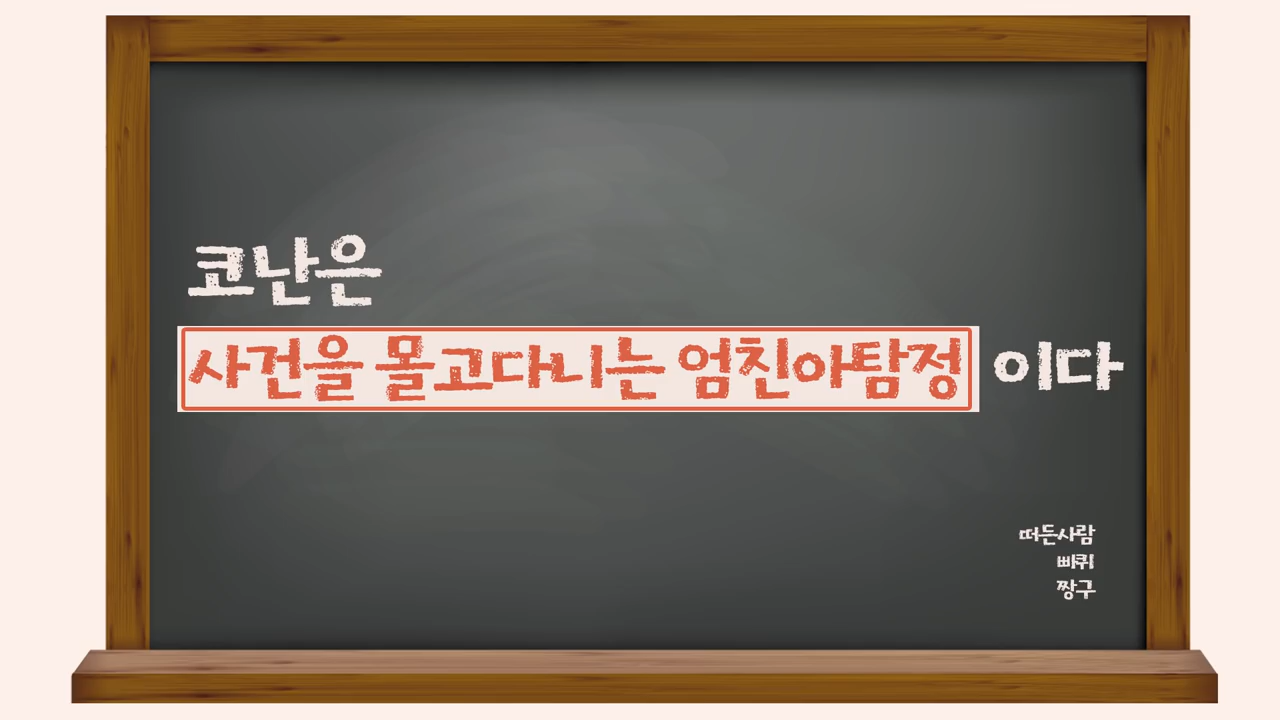 코난은
사건을 몰고다니는 엄친아탐정 이다
떠든사람
삐뀌
짱구